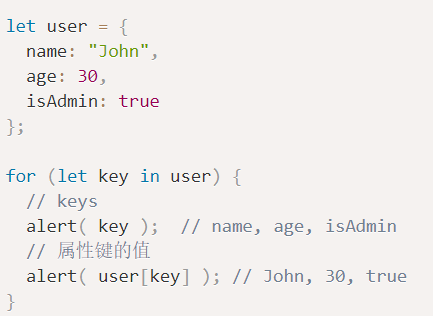 let user = {
  name: "John",
  age: 30,
  isAdmin: true
};

for (let key in user) {
  // keys
  alert( key );  // name, age, isAdmin
  // 属性键的值
  alert( user[key] ); // John, 30, true
}